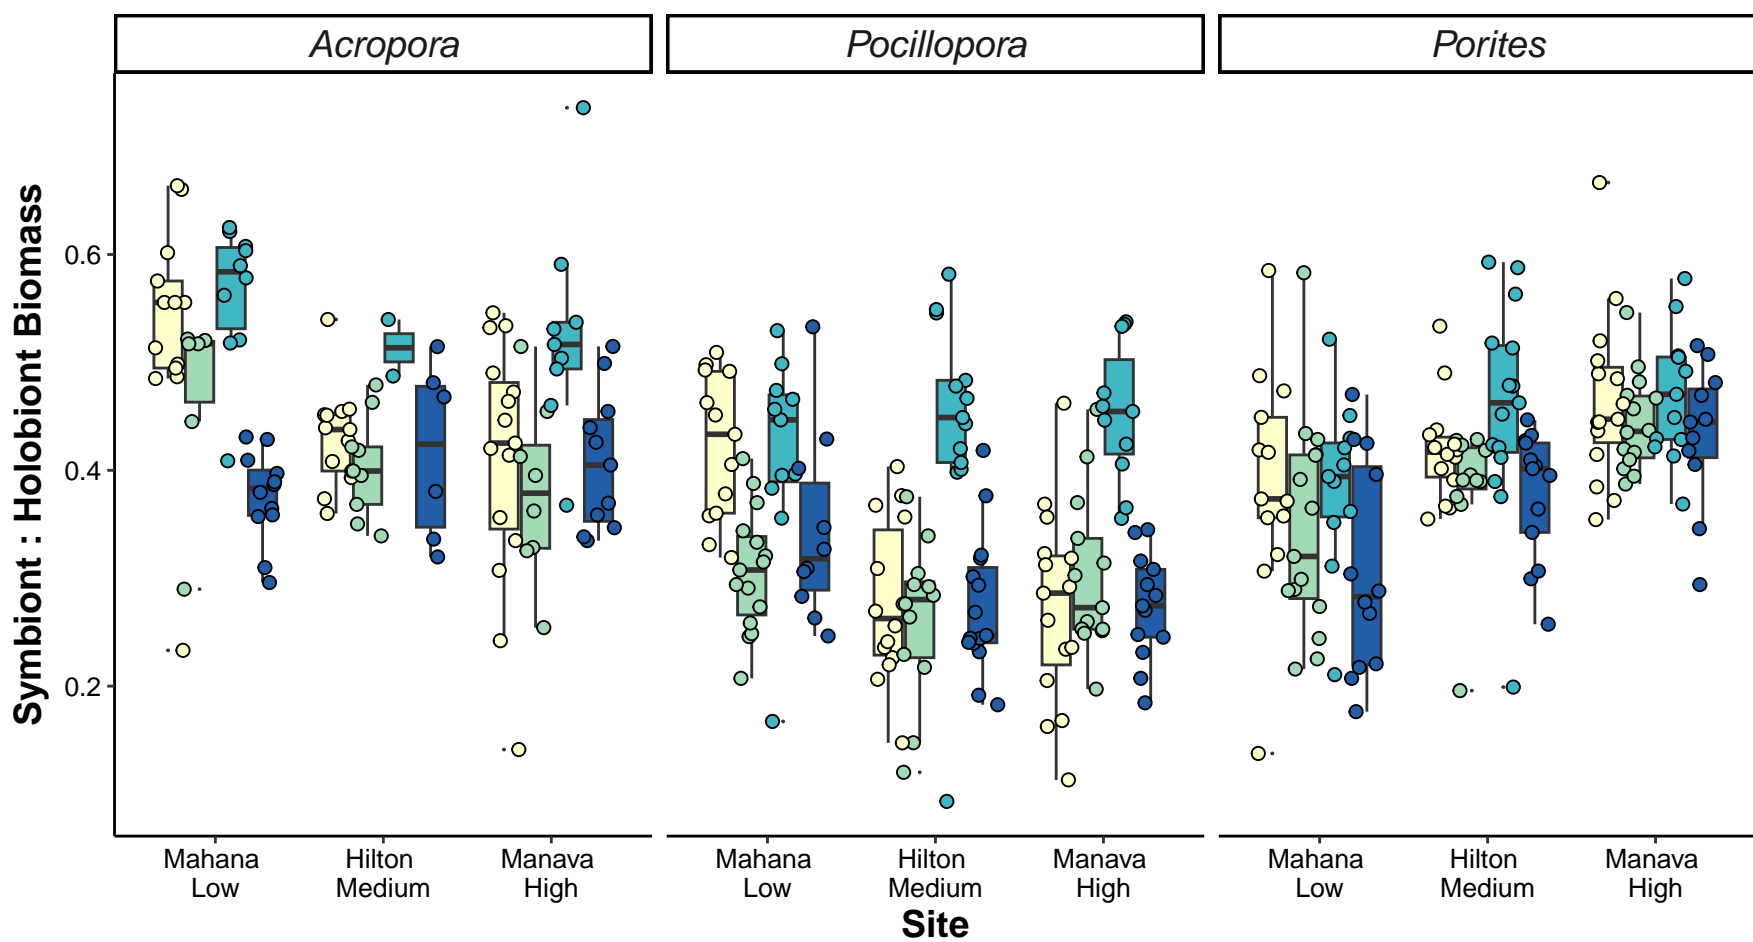 Acropora Pocillopora Porites
Symbiont : Holobiont Biomass
0.6
0.4
0.2
Mahana Hilton Manava Mahana Hilton Manava Mahana Hilton Manava
Low Medium High Low Medium High Low Medium High
Site